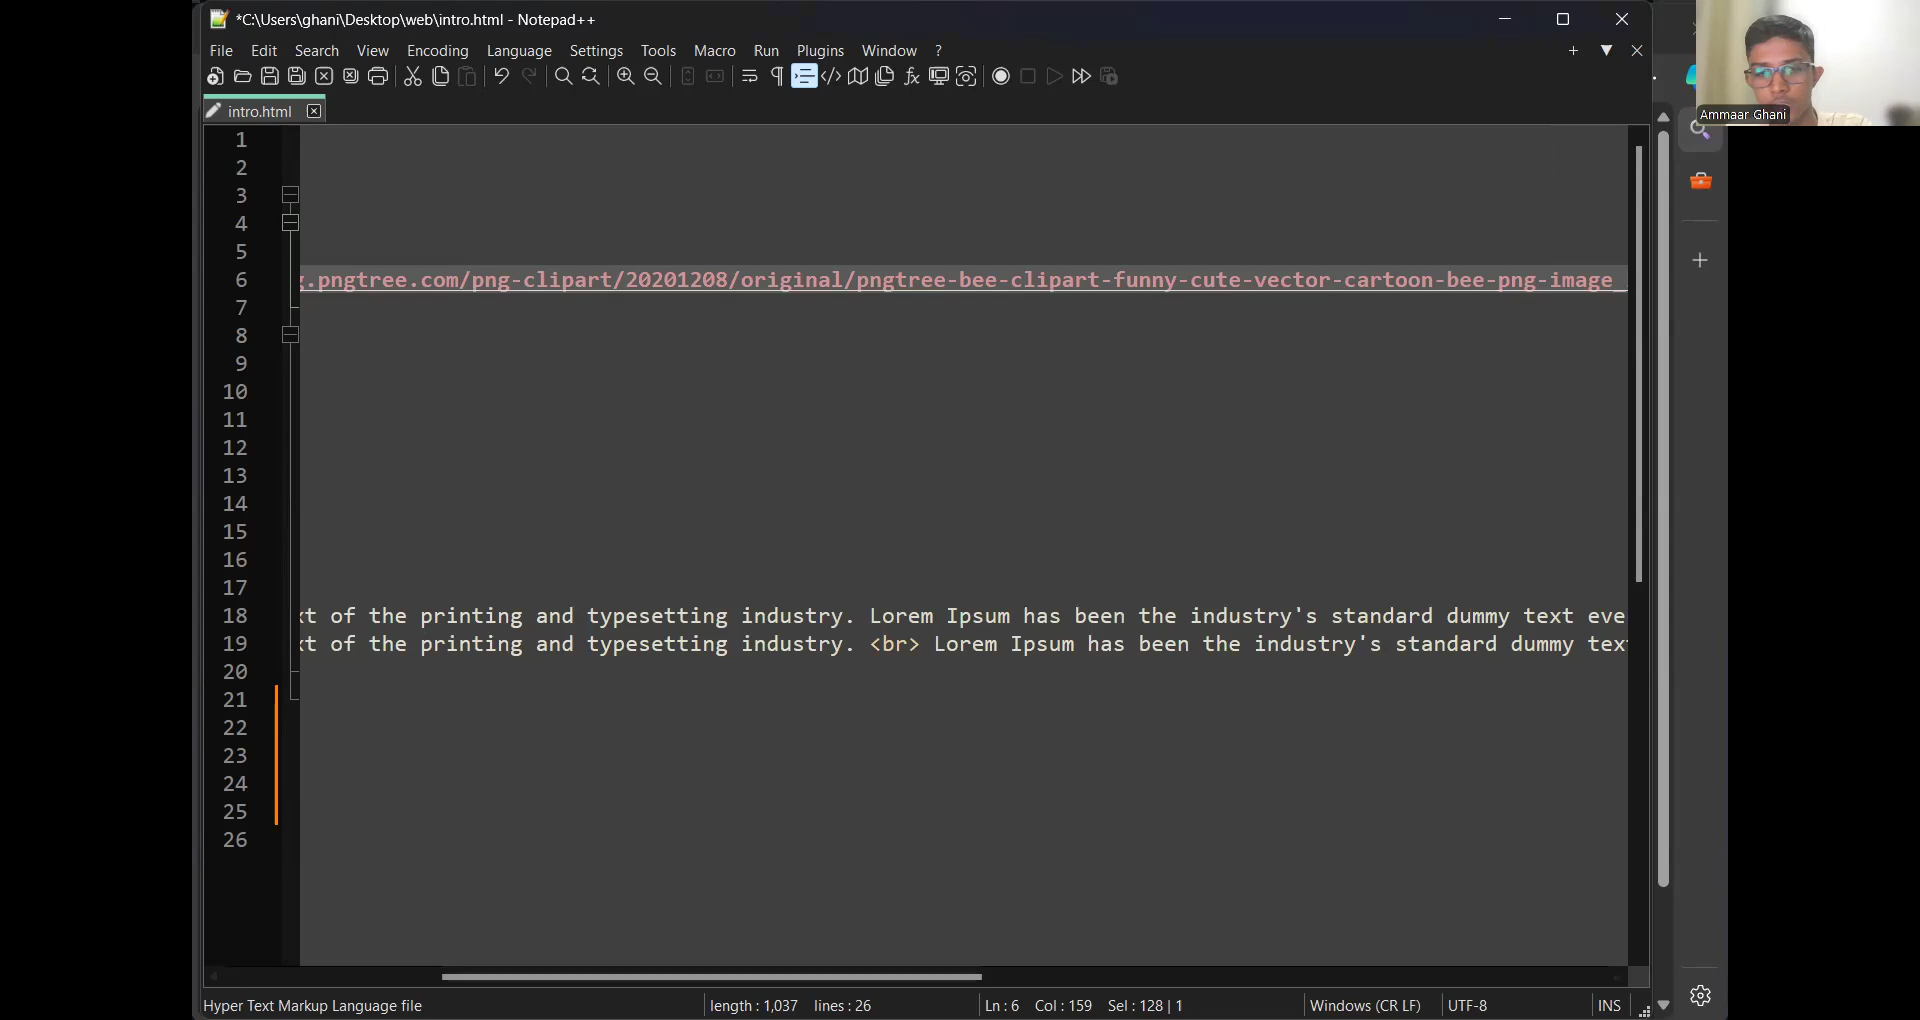 *C:\Users\ghani\Desktop\web\intro.html - Notepad++
File Edit Search View Encoding Language Settings Tools Macro Run Plugins Window ?
intro.html
Ammaar Ghani
1
2
3
4
5
6 .pngtree.com/png-clipart/20201208/original/pngtree-bee-clipart-funny-cute-vector-cartoon-bee-png-image_
7
8
9
10
11
12
13
14
15
16
17
18 xt of the printing and typesetting industry. Lorem Ipsum has been the industry's standard dummy text eve
19 xt of the printing and typesetting industry. <br> Lorem Ipsum has been the industry's standard dummy text
20
21
22
23
24
25
26
Hyper Text Markup Language file length : 1,037 lines : 26 Ln : 6 Col : 159 Sel : 128 | 1 Windows (CR LF) UTF-8 INS